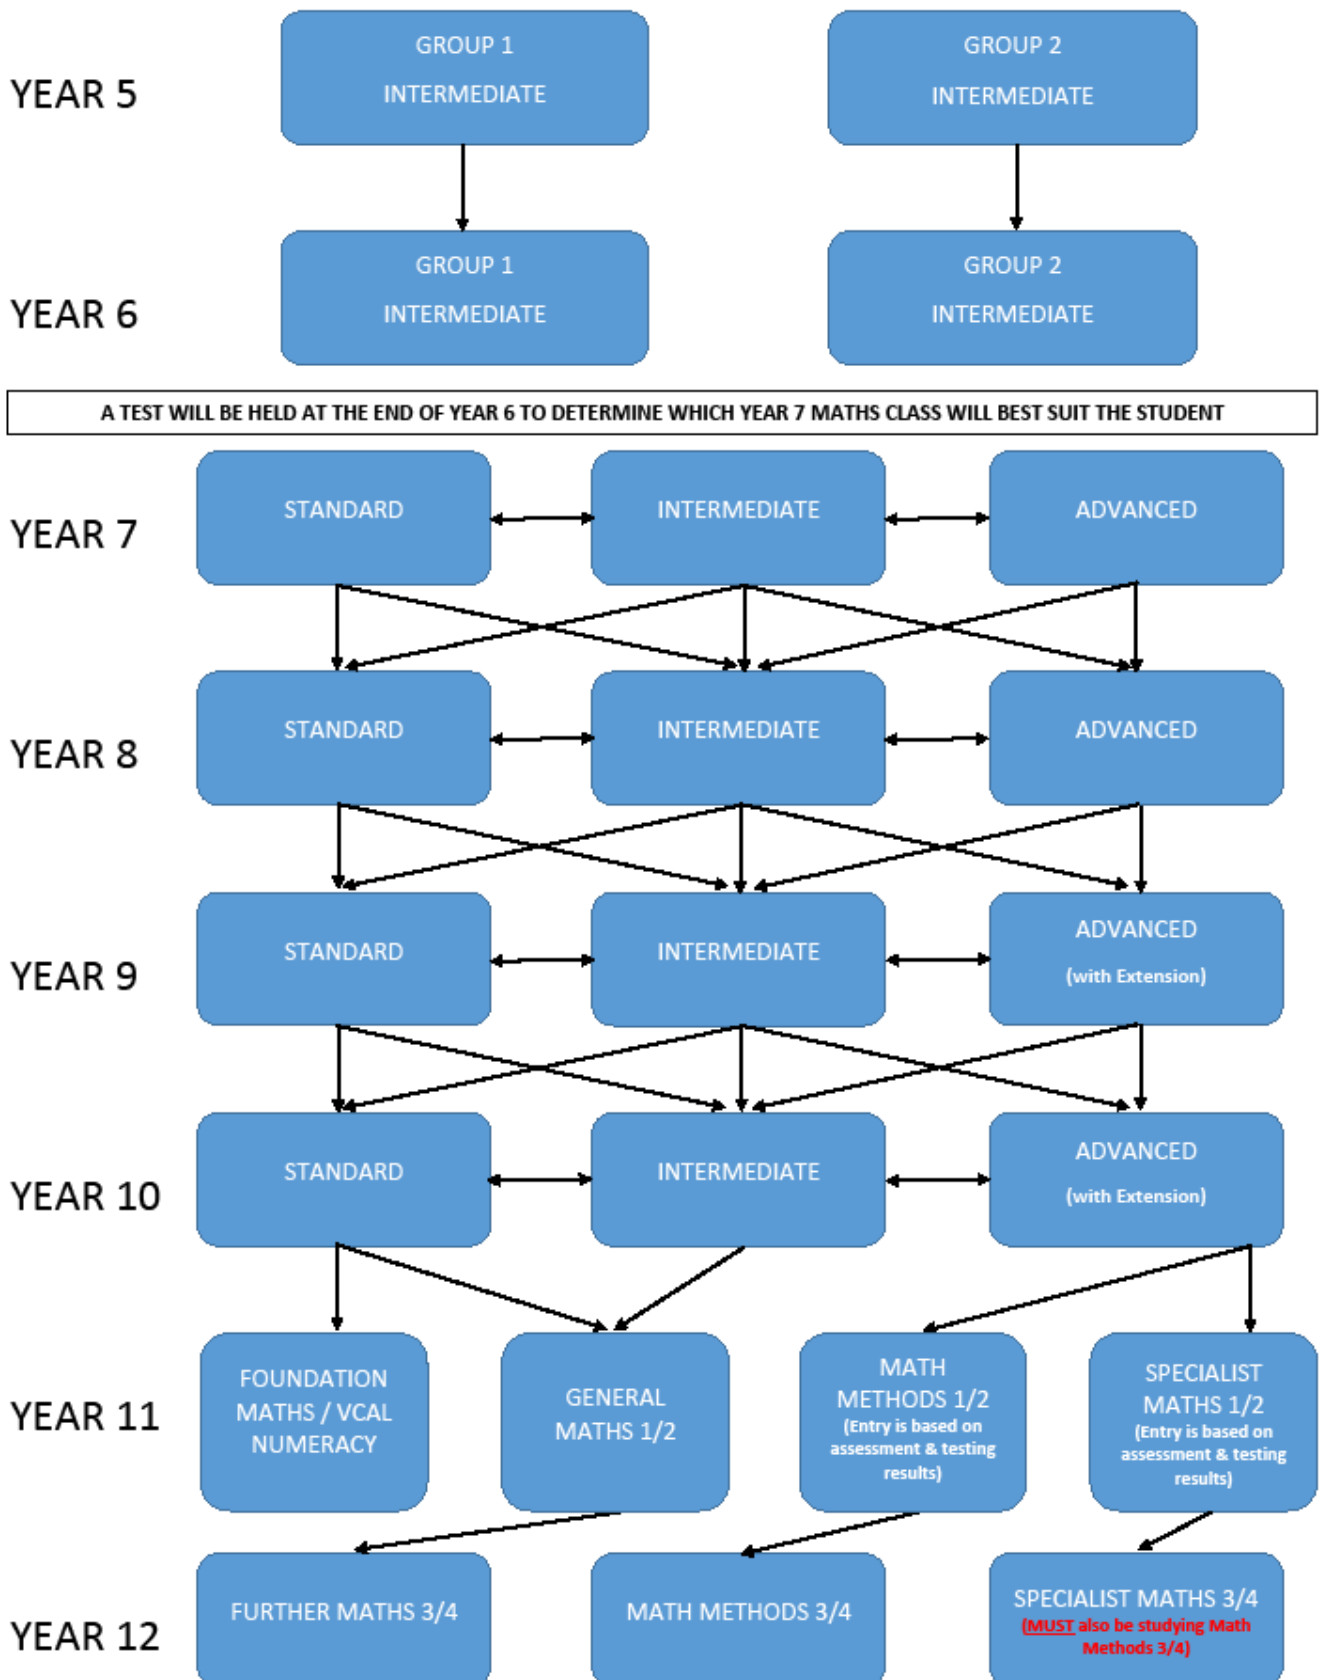 YEAR 5
GROUP 1
INTERMEDIATE
GROUP 2
INTERMEDIATE
YEAR 6
GROUP 1
INTERMEDIATE
GROUP 2
INTERMEDIATE
A TEST WILL BE HELD AT THE END OF YEAR 6 TO DETERMINE WHICH YEAR 7 MATHS CLASS WILL BEST SUIT THE STUDENT
YEAR 7
STANDARD
INTERMEDIATE
ADVANCED
YEAR 8
STANDARD
INTERMEDIATE
ADVANCED
YEAR 9
STANDARD
INTERMEDIATE
ADVANCED
(with Extension)
YEAR 10
STANDARD
INTERMEDIATE
ADVANCED
(with Extension)
YEAR 11
FOUNDATION
MATHS / VCAL
NUMERACY
GENERAL
MATHS 1/2
MATH
METHODS 1/2
(Entry is based on
assessment & testing
results)
SPECIALIST
MATHS 1/2
(Entry is based on
assessment & testing
results)
YEAR 12
FURTHER MATHS 3/4
MATH METHODS 3/4
SPECIALIST MATHS 3/4
(MUST also be studying Math
Methods 3/4)